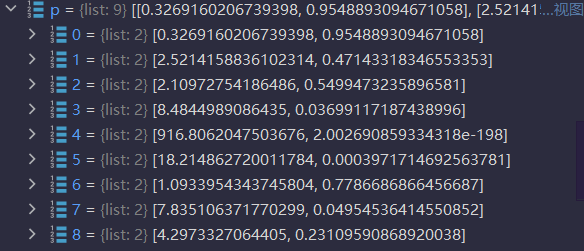 p = {list: 9} [[0.3269160206739398, 0.9548893094671058], [2.521415...视图
0 = {list: 2} [0.3269160206739398, 0.9548893094671058]
1 = {list: 2} [2.5214158836102314, 0.47143318346553353]
2 = {list: 2} [2.10972754186486, 0.5499473235896581]
3 = {list: 2} [8.4844989086435, 0.03699117187438996]
4 = {list: 2} [916.8062047503676, 2.002690859334318e-198]
5 = {list: 2} [18.214862720011784, 0.0003971714692563781]
6 = {list: 2} [1.0933954374745804, 0.7786686866456687]
7 = {list: 2} [7.835106371770299, 0.04954536414550852]
8 = {list: 2} [4.2973327064405, 0.23109590868920038]